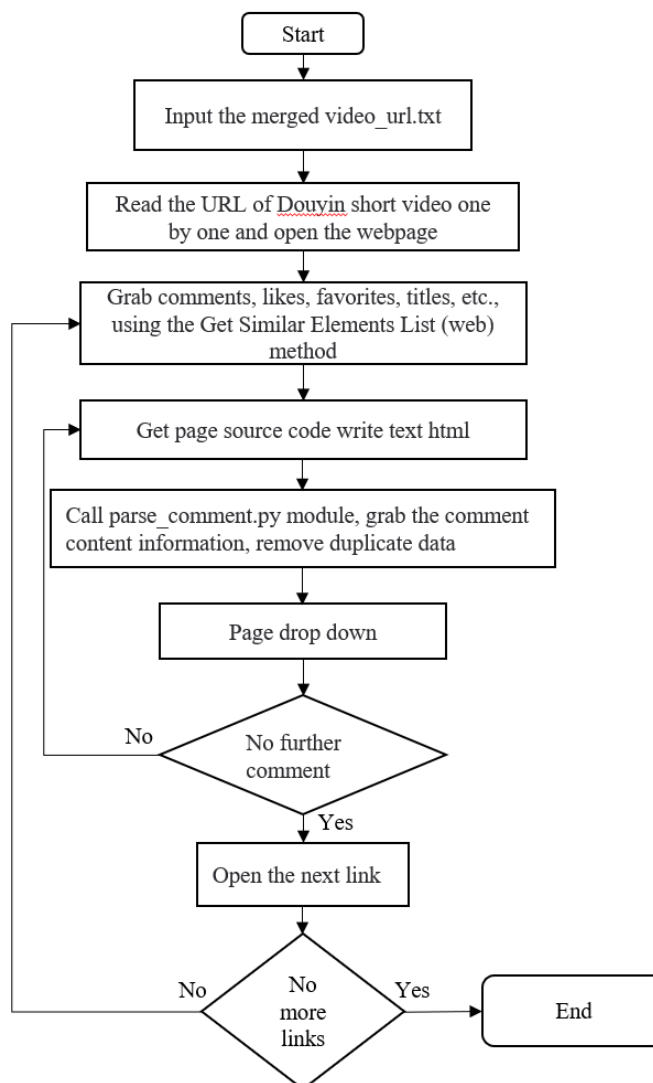 Start
Input the merged video_url.txt
Read the URL of Douyin short video one
by one and open the webpage
Grab comments, likes, favorites, titles, etc.,
using the Get Similar Elements List (web)
method
Get page source code write text html
Call parse_comment.py module, grab the comment
content information, remove duplicate data
Page drop down
No
No further
comment
Yes
Open the next link
No
No
more
links
Yes
End